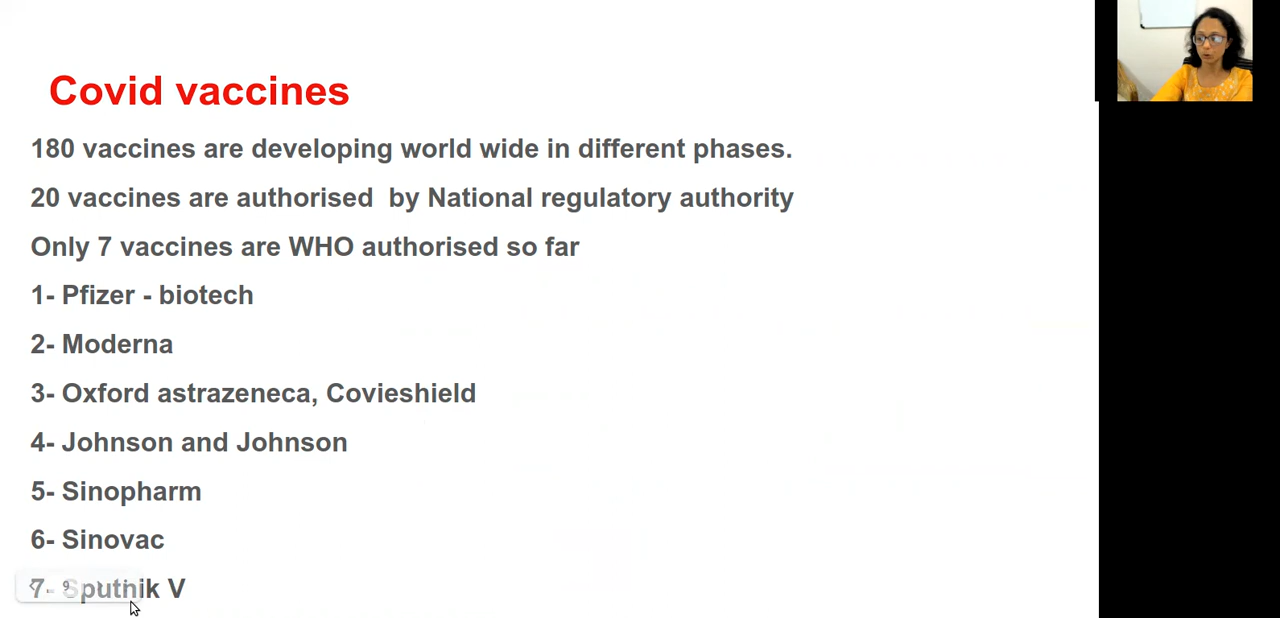 Covid vaccines
180 vaccines are developing world wide in different phases.
20 vaccines are authorised by National regulatory authority
Only 7 vaccines are WHO authorised so far
1- Pfizer - biotech
2- Moderna
3- Oxford astrazeneca, Covieshield
4- Johnson and Johnson
5- Sinopharm
6- Sinovac
7- Sputnik V
9